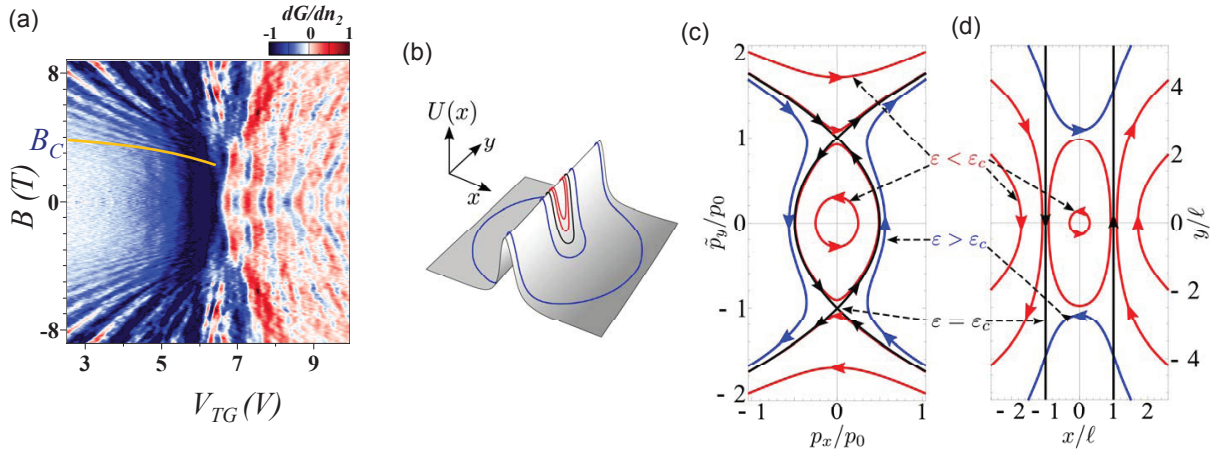 (a)
dG/dn2
-1 0 1
8
B_C
0
-8
B (T)
3 5 7 9
V_TG (V)
(b)
U(x)
y
x
(c)
2
1
0
- 1
- 2
p̃_y/p_0
- 1 0 1
p_x/p_0
ε < ε_c
ε > ε_c
ε = ε_c
(d)
4
2
0
- 2
- 4
y/ℓ
- 2 - 1 0 1 2
x/ℓ